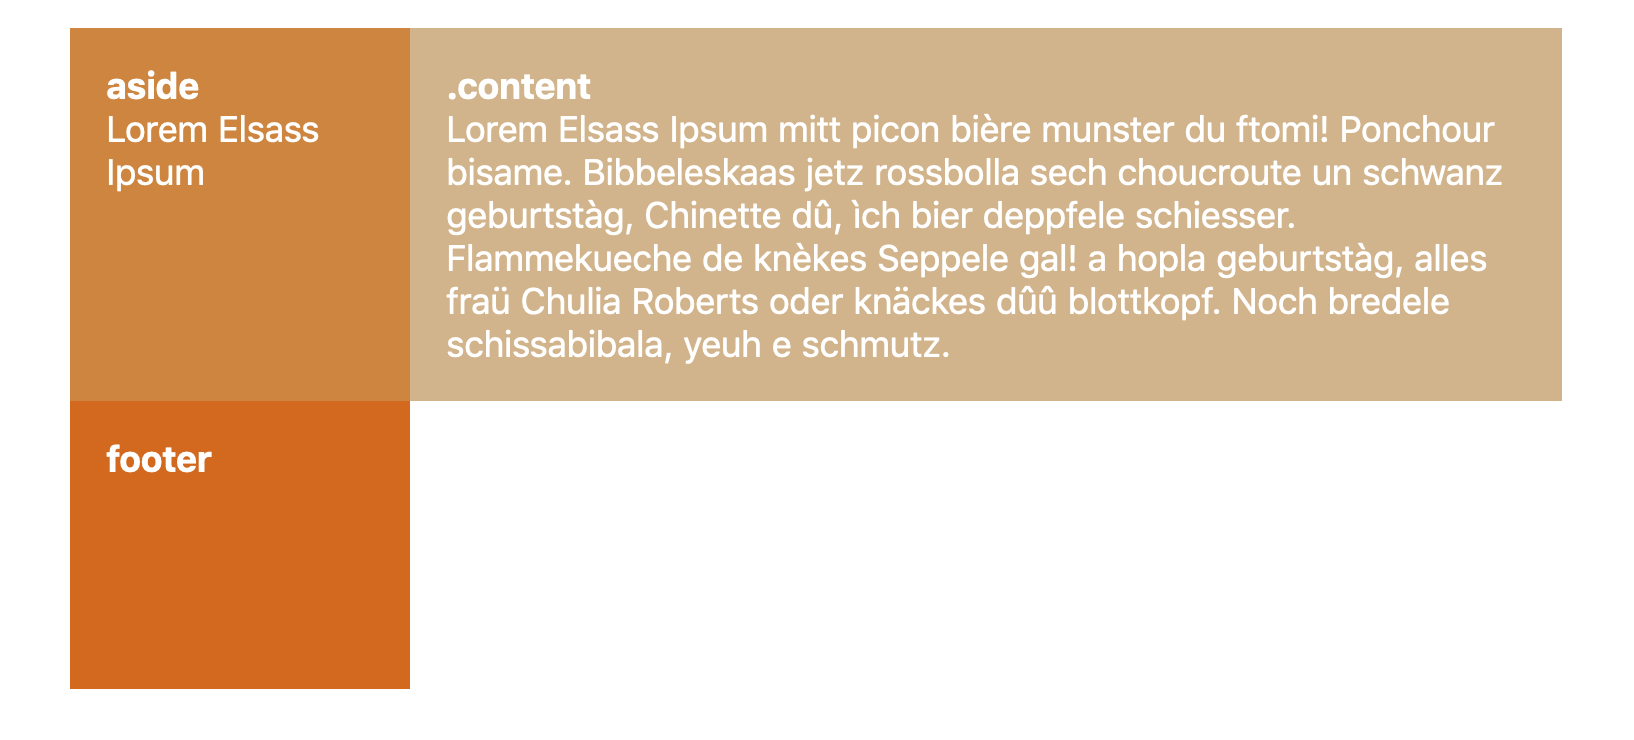 aside
Lorem Elsass
Ipsum
.content
Lorem Elsass Ipsum mitt picon bière munster du ftomi! Ponchour
bisame. Bibbeleskaas jetz rossbolla sech choucroute un schwanz
geburtstàg, Chinette dû, ìch bier deppfele schiesser.
Flammekueche de knèkes Seppele gal! a hopla geburtstàg, alles
fraü Chulia Roberts oder knäckes dûû blottkopf. Noch bredele
schissabibala, yeuh e schmutz.
footer